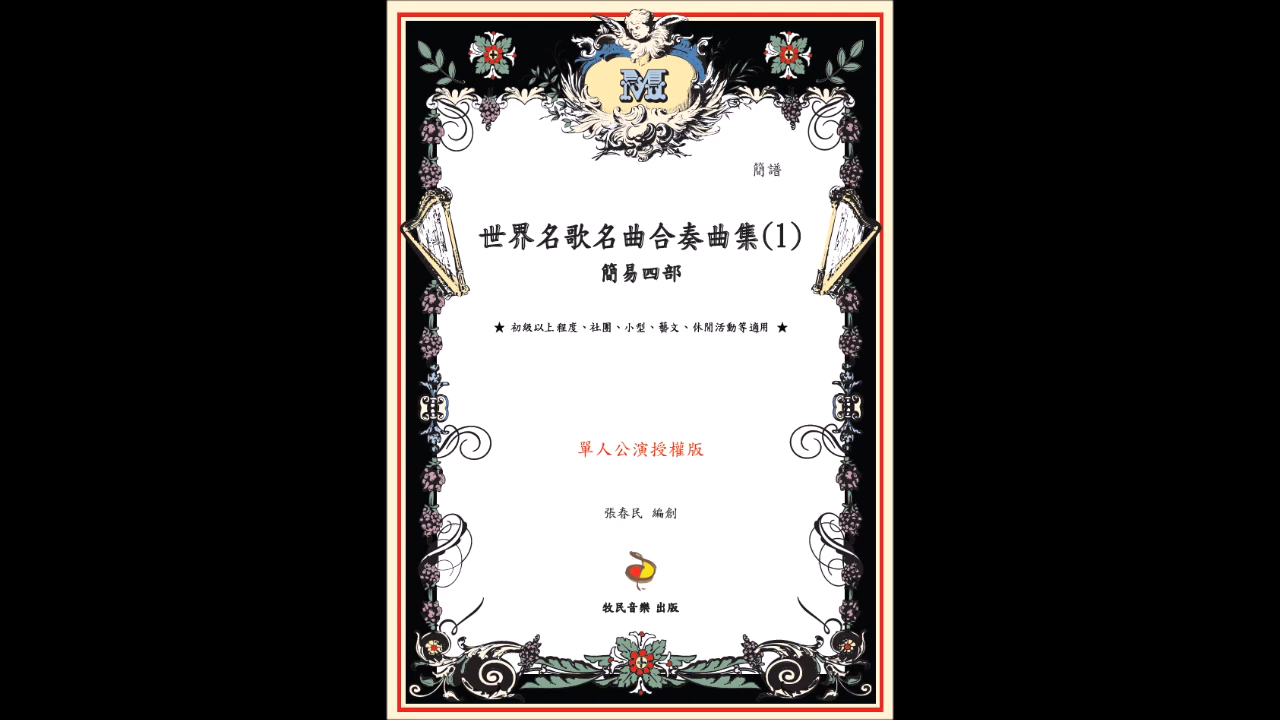 M
簡譜
世界名歌名曲合奏曲集(1)
簡易四部
★ 初級以上程度、社團、小型、藝文、休閒活動等適用 ★
單人公演授權版
張春民 編創
牧民音樂 出版